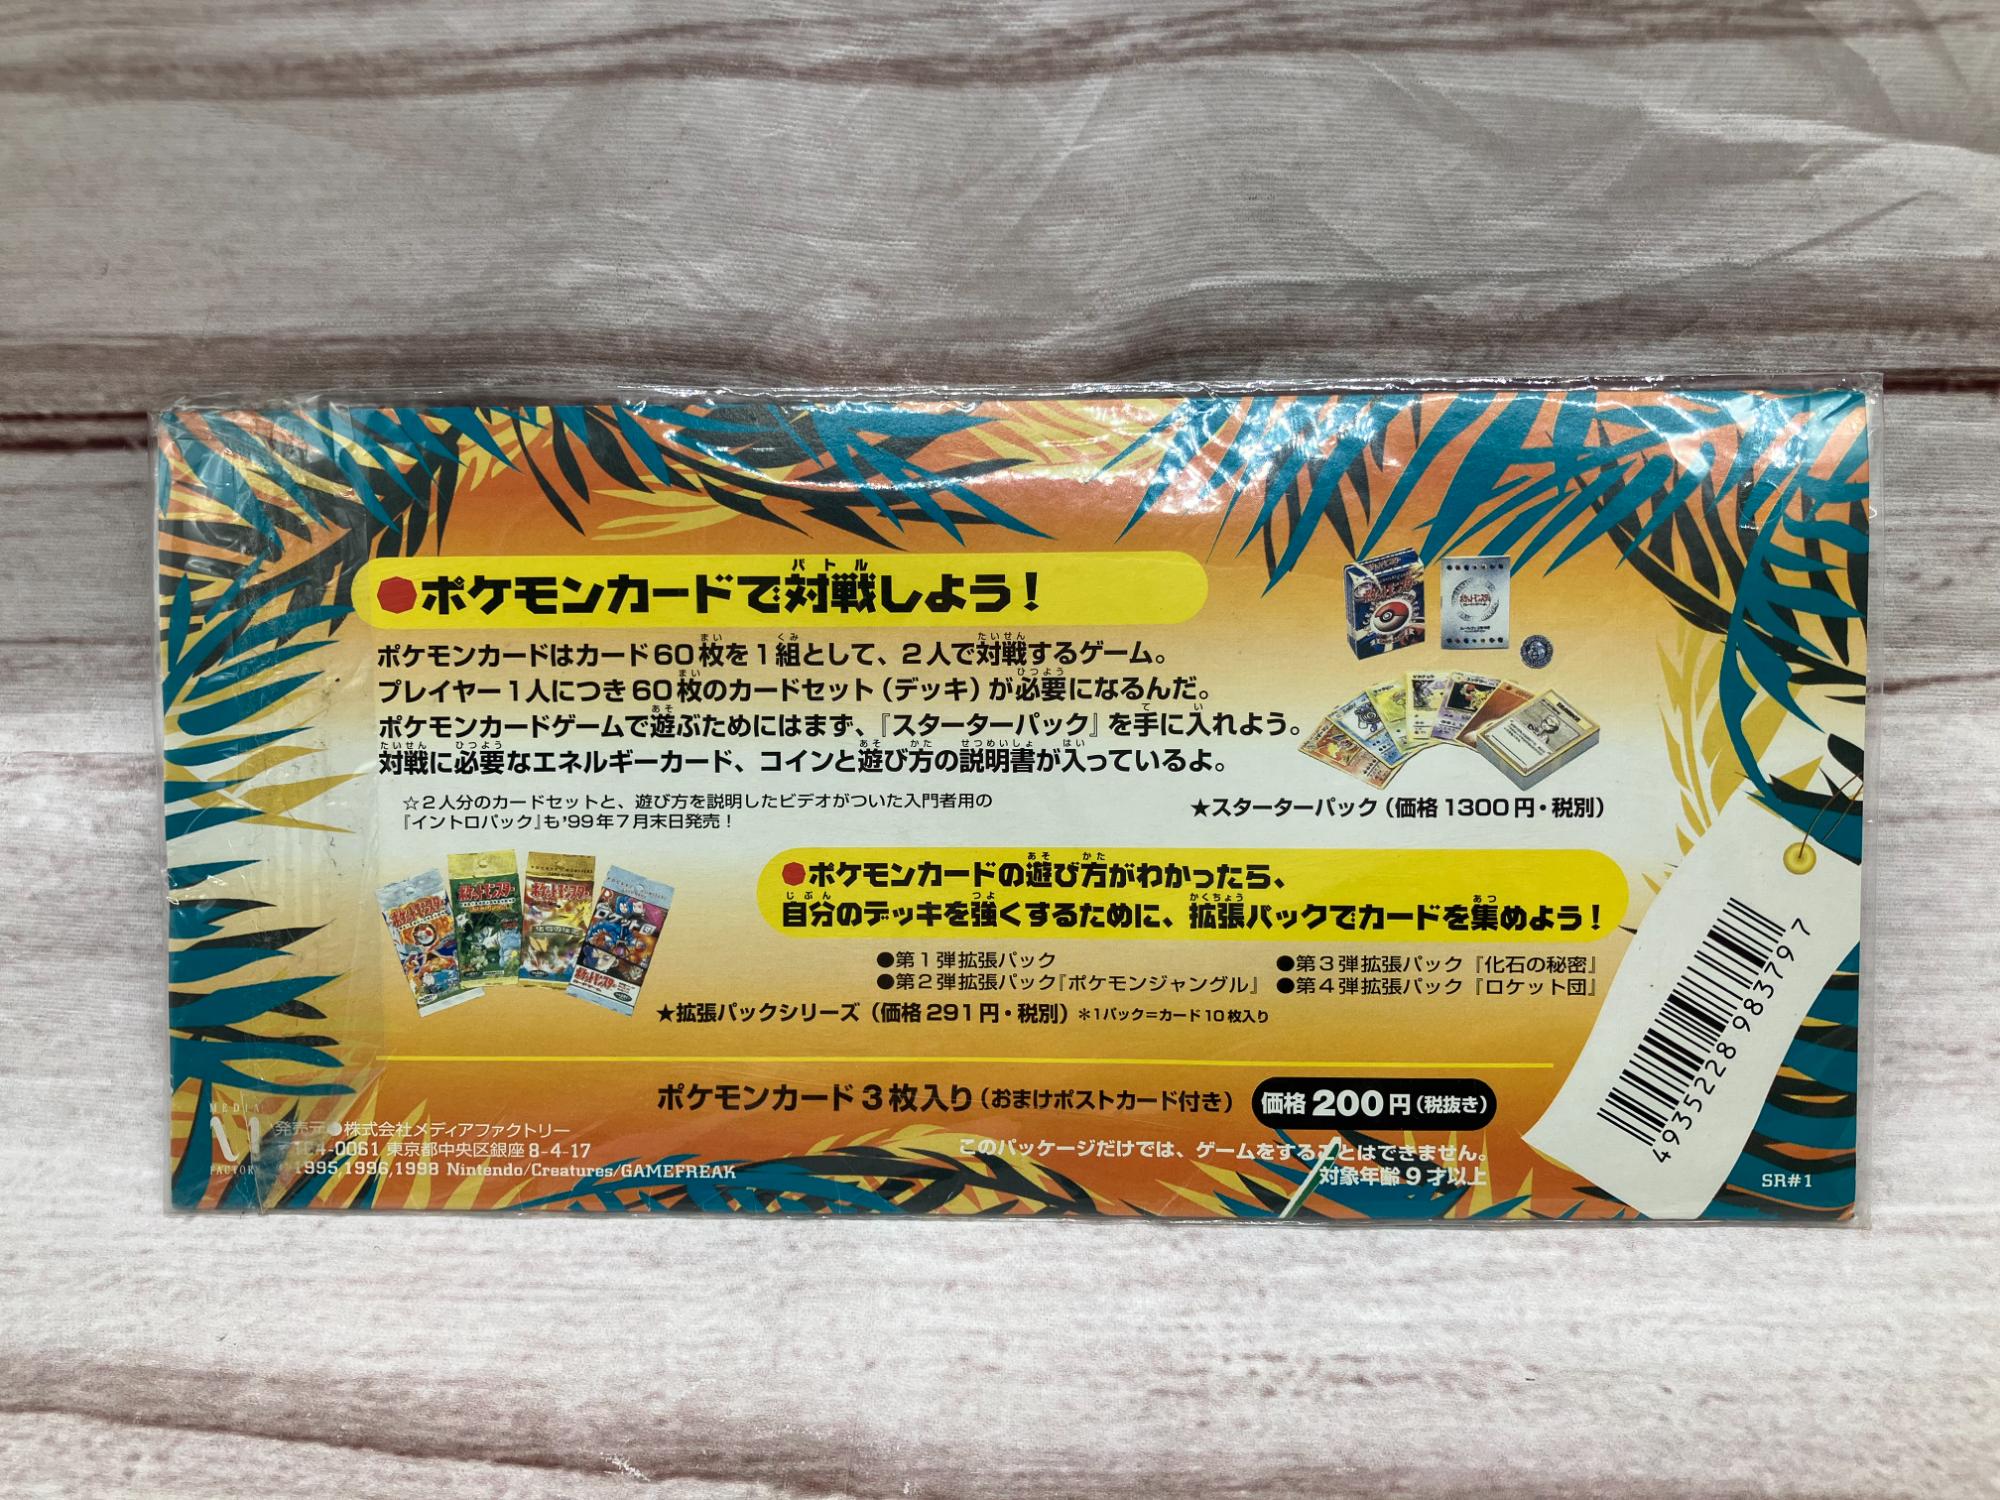 ●ポケモンカードで対戦しよう!
ポケモンカードはカード60枚を1組として、2人で対戦するゲーム。
プレイヤー1人につき60枚のカードセット(デッキ)が必要になるんだ。
ポケモンカードゲームで遊ぶためにはまず、『スターターパック』を手に入れよう。
対戦に必要なエネルギーカード、コインと遊び方の説明書が入っているよ。
☆2人分のカードセットと、遊び方を説明したビデオがついた入門者用の
『イントロパック』も'99年7月末日発売!
★スターターパック(価格1300円・税別)
●ポケモンカードの遊び方がわかったら、
自分のデッキを強くするために、拡張パックでカードを集めよう!
●第1弾拡張パック
●第2弾拡張パック『ポケモンジャングル』
●第3弾拡張パック『化石の秘密』
●第4弾拡張パック『ロケット団』
★拡張パックシリーズ(価格291円・税別)*1パック=カード10枚入り
ポケモンカード3枚入り(おまけポストカード付き)
価格200円(税抜き)
このパッケージだけでは、ゲームをすることはできません。
対象年齢9才以上
MEDIA
FACTORY
発売元●株式会社メディアファクトリー
104-0061 東京都中央区銀座8-4-17
©1995,1996,1998 Nintendo/Creatures/GAMEFREAK
4935228983797
SR#1